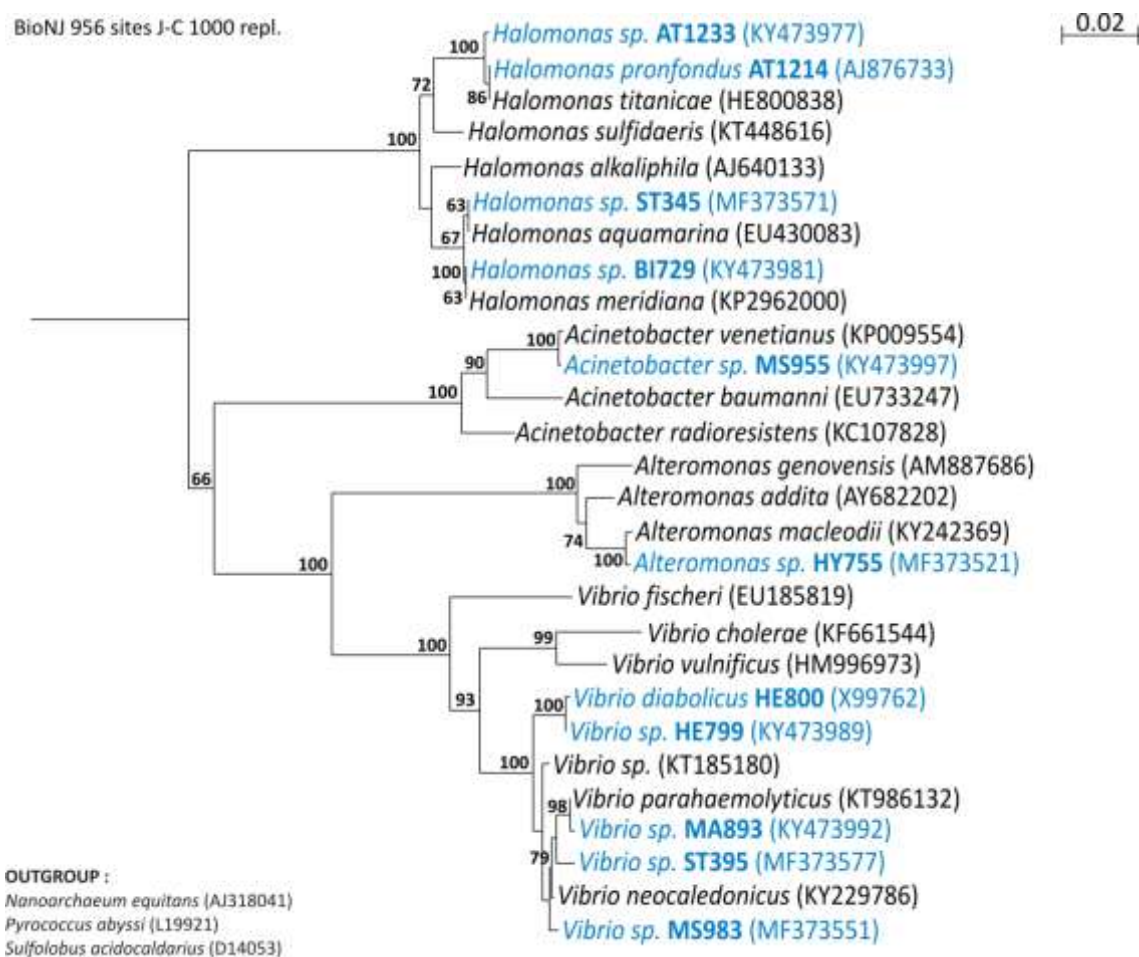 BioNJ 956 sites J-C 1000 repl.
0.02
100
Halomonas sp. AT1233 (KY473977)
Halomonas pronfondus AT1214 (AJ876733)
72
86
Halomonas titanicae (HE800838)
Halomonas sulfidaeris (KT448616)
100
Halomonas alkaliphila (AJ640133)
63
Halomonas sp. ST345 (MF373571)
Halomonas aquamarina (EU430083)
67
100
Halomonas sp. BI729 (KY473981)
63
Halomonas meridiana (KP2962000)
100
Acinetobacter venetianus (KP009554)
90
Acinetobacter sp. MS955 (KY473997)
100
Acinetobacter baumanni (EU733247)
Acinetobacter radioresistens (KC107828)
66
100
Alteromonas genovensis (AM887686)
Alteromonas addita (AY682202)
74
Alteromonas macleodii (KY242369)
100
Alteromonas sp. HY755 (MF373521)
100
Vibrio fischeri (EU185819)
100
99
Vibrio cholerae (KF661544)
Vibrio vulnificus (HM996973)
93
100
Vibrio diabolicus HE800 (X99762)
Vibrio sp. HE799 (KY473989)
100
Vibrio sp. (KT185180)
98
Vibrio parahaemolyticus (KT986132)
Vibrio sp. MA893 (KY473992)
79
Vibrio sp. ST395 (MF373577)
Vibrio neocaledonicus (KY229786)
Vibrio sp. MS983 (MF373551)
OUTGROUP :
Nanoarchaeum equitans (AJ318041)
Pyrococcus abyssi (L19921)
Sulfolobus acidocaldarius (D14053)